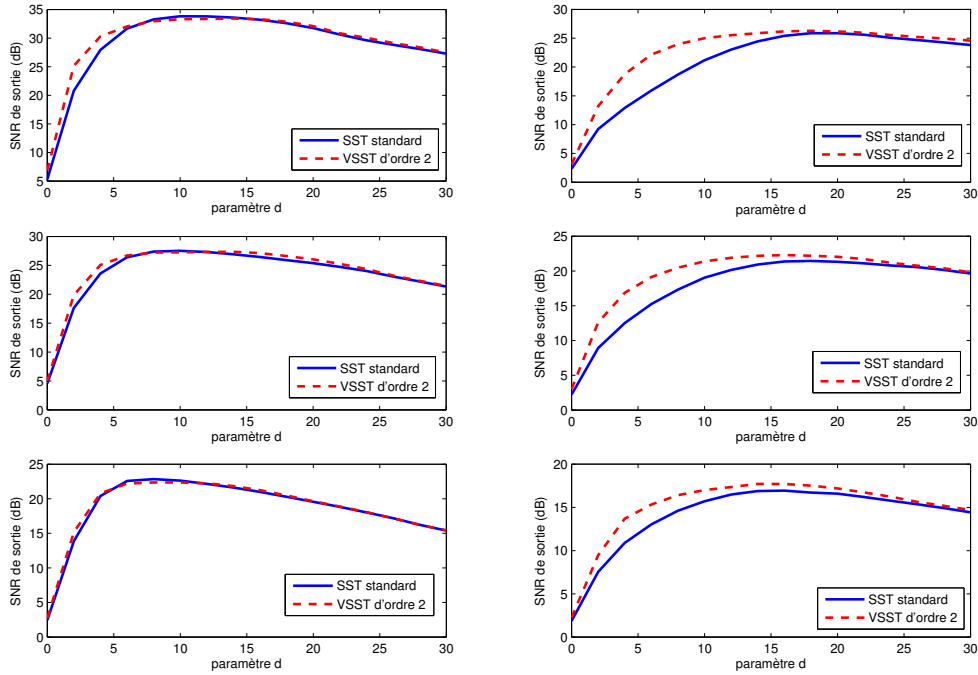 35
30
25
20
15
10
5
SNR de sortie (dB)
SST standard
VSST d'ordre 2
0 5 10 15 20 25 30
paramètre d
30
25
20
15
10
5
0
SNR de sortie (dB)
SST standard
VSST d'ordre 2
0 5 10 15 20 25 30
paramètre d
30
25
20
15
10
5
0
SNR de sortie (dB)
SST standard
VSST d'ordre 2
0 5 10 15 20 25 30
paramètre d
25
20
15
10
5
0
SNR de sortie (dB)
SST standard
VSST d'ordre 2
0 5 10 15 20 25 30
paramètre d
25
20
15
10
5
0
SNR de sortie (dB)
SST standard
VSST d'ordre 2
0 5 10 15 20 25 30
paramètre d
20
15
10
5
0
SNR de sortie (dB)
SST standard
VSST d'ordre 2
0 5 10 15 20 25 30
paramètre d